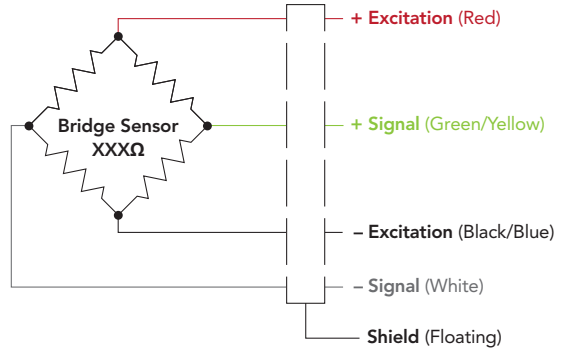 + Excitation (Red)
Bridge Sensor
XXXΩ
+ Signal (Green/Yellow)
– Excitation (Black/Blue)
– Signal (White)
Shield (Floating)